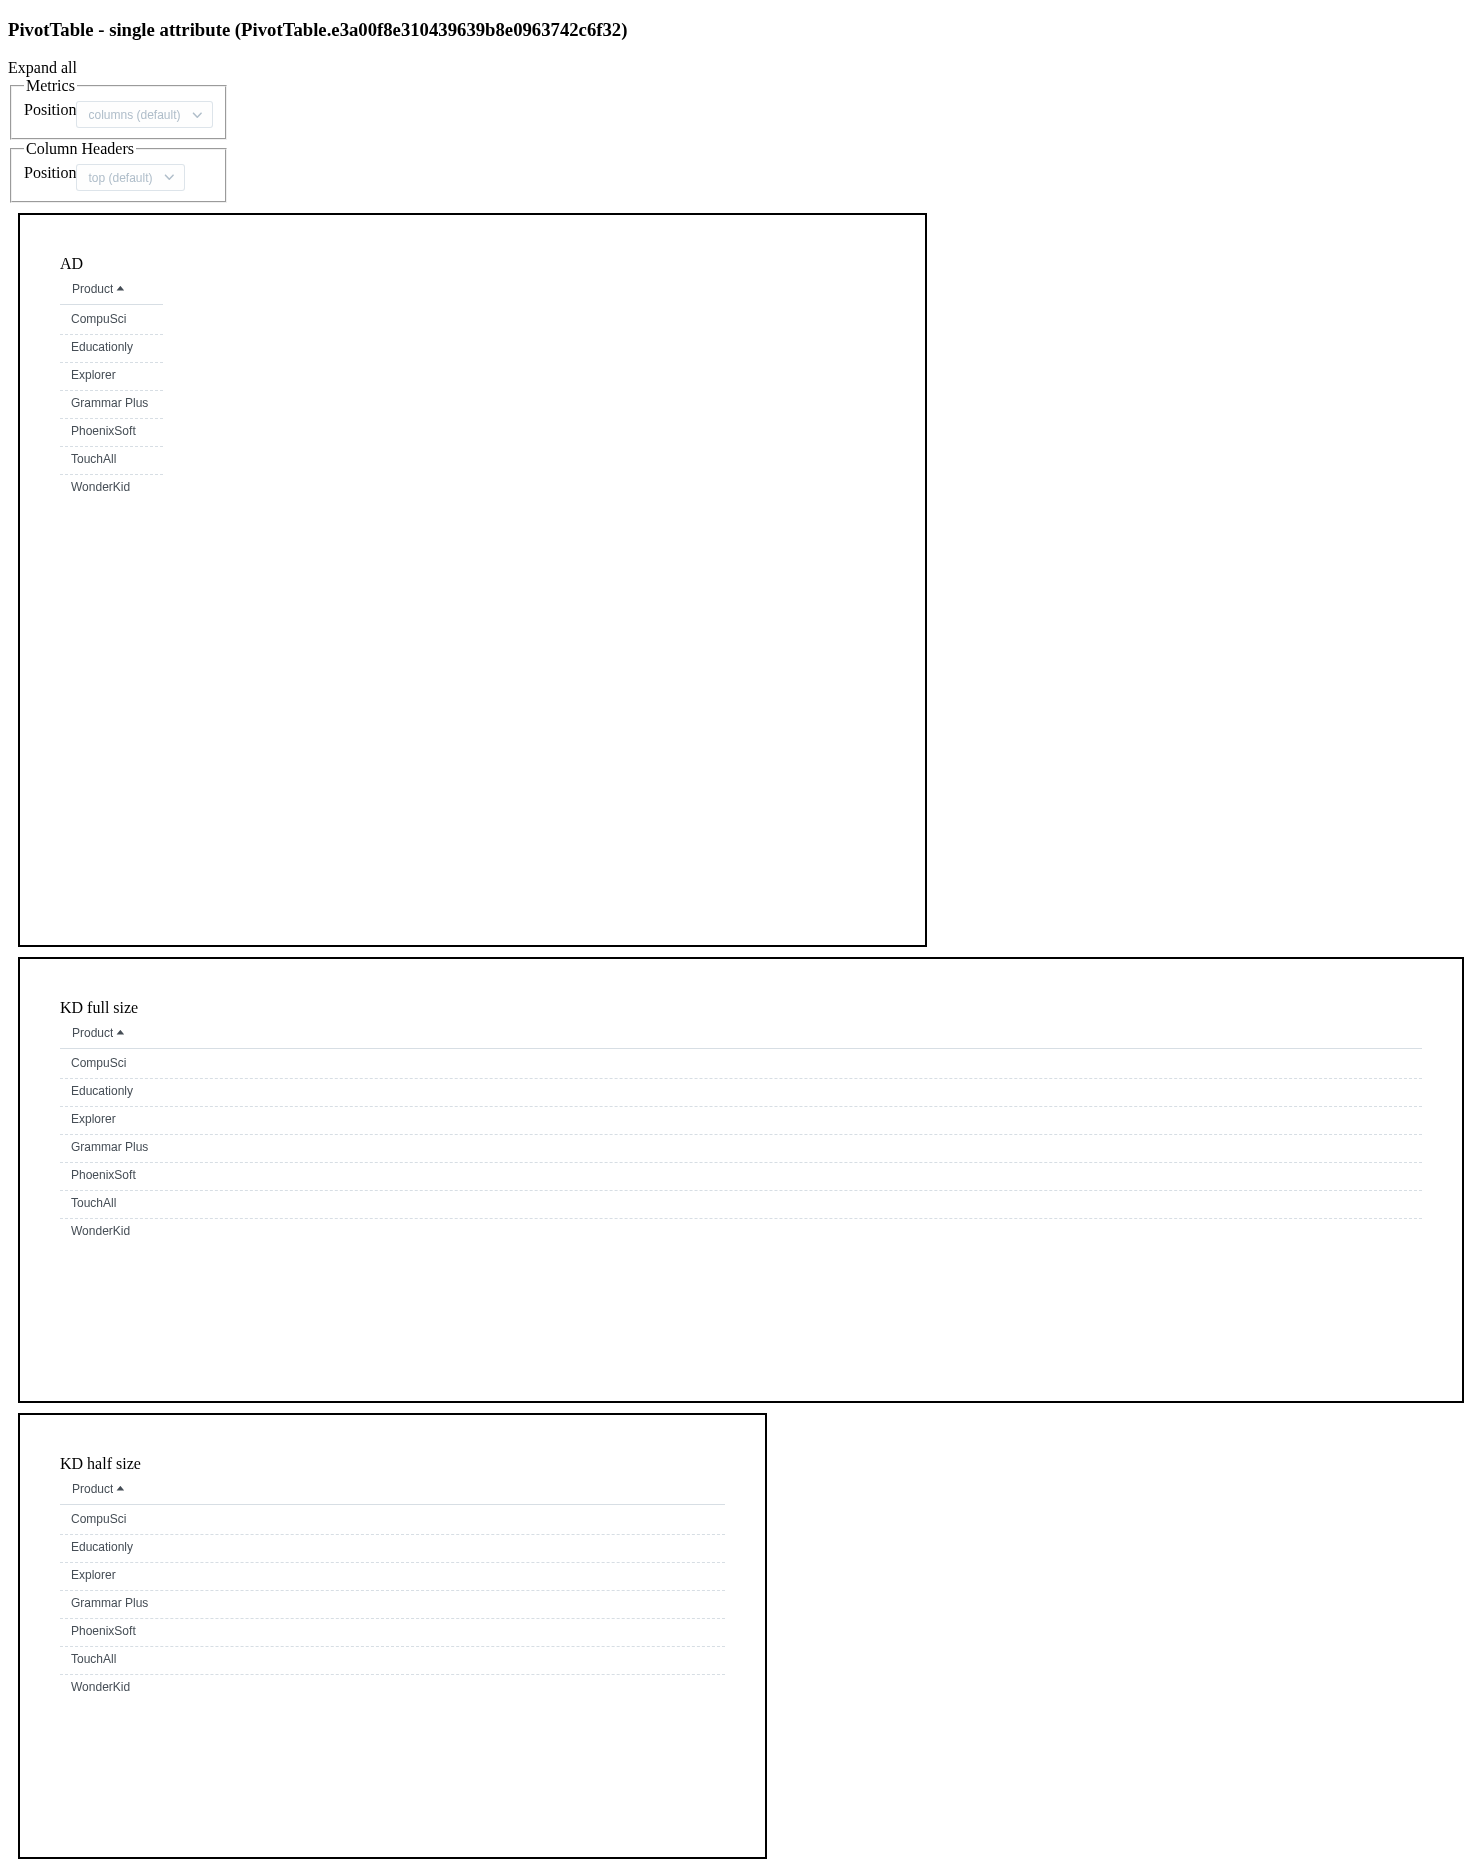 PivotTable - single attribute (PivotTable.e3a00f8e310439639b8e0963742c6f32)
Expand all
Metrics
Position columns (default)
Column Headers
Position top (default)
AD
Product
CompuSci
Educationly
Explorer
Grammar Plus
PhoenixSoft
TouchAll
WonderKid
KD full size
Product
CompuSci
Educationly
Explorer
Grammar Plus
PhoenixSoft
TouchAll
WonderKid
KD half size
Product
CompuSci
Educationly
Explorer
Grammar Plus
PhoenixSoft
TouchAll
WonderKid